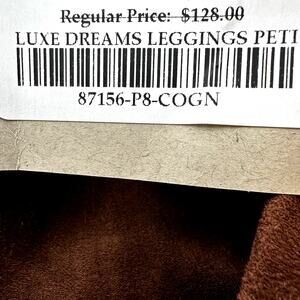 Regular Price: $128.00
LUXE DREAMS LEGGINGS PETI
87156-P8-COGN